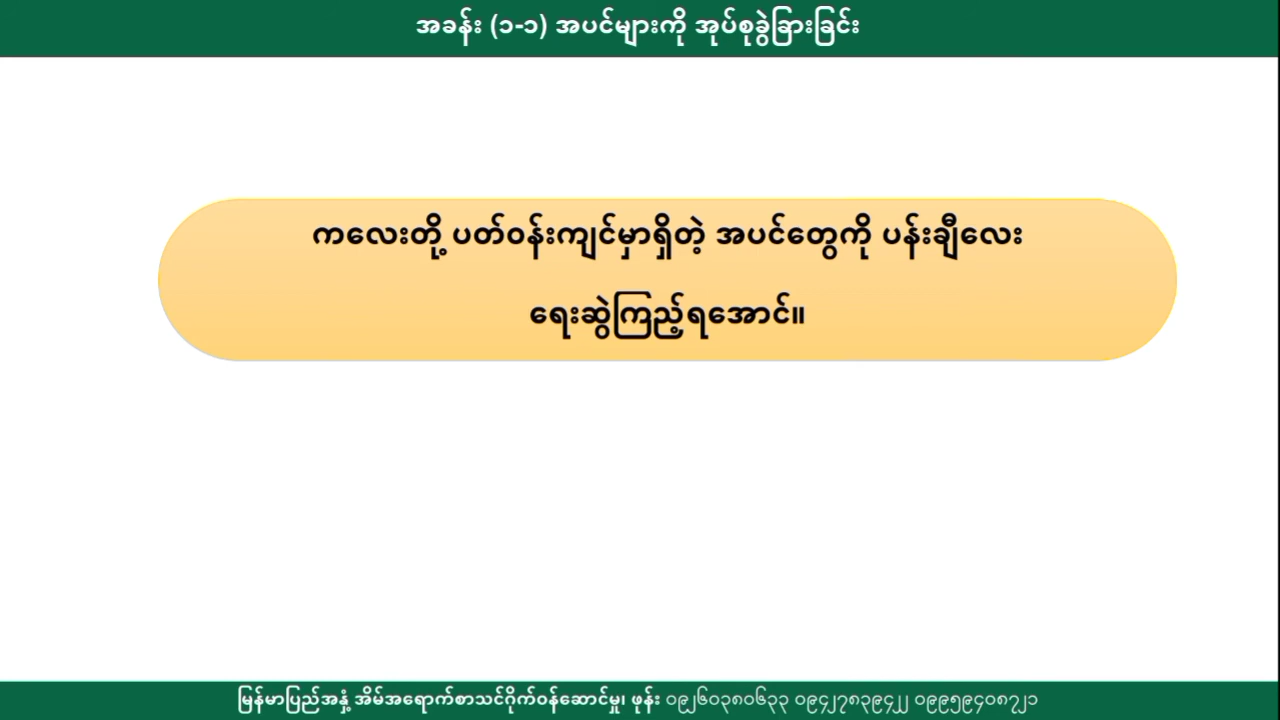 အခန်း (၁-၁) အပင်များကို အုပ်စုခွဲခြားခြင်း
ကလေးတို့ ပတ်ဝန်းကျင်မှာရှိတဲ့ အပင်တွေကို ပန်းချီလေး
ရေးဆွဲကြည့်ရအောင်။
မြန်မာပြည်အနှံ့ အိမ်အရောက်စာသင်ဝိုက်ဝန်ဆောင်မှု၊ ဖုန်း ၀၉၂၆၀၃၈၀၆၃၃ ၀၉၄၂၇၈၃၉၄၂၂ ၀၉၉၅၉၄၀၈၇၂၁